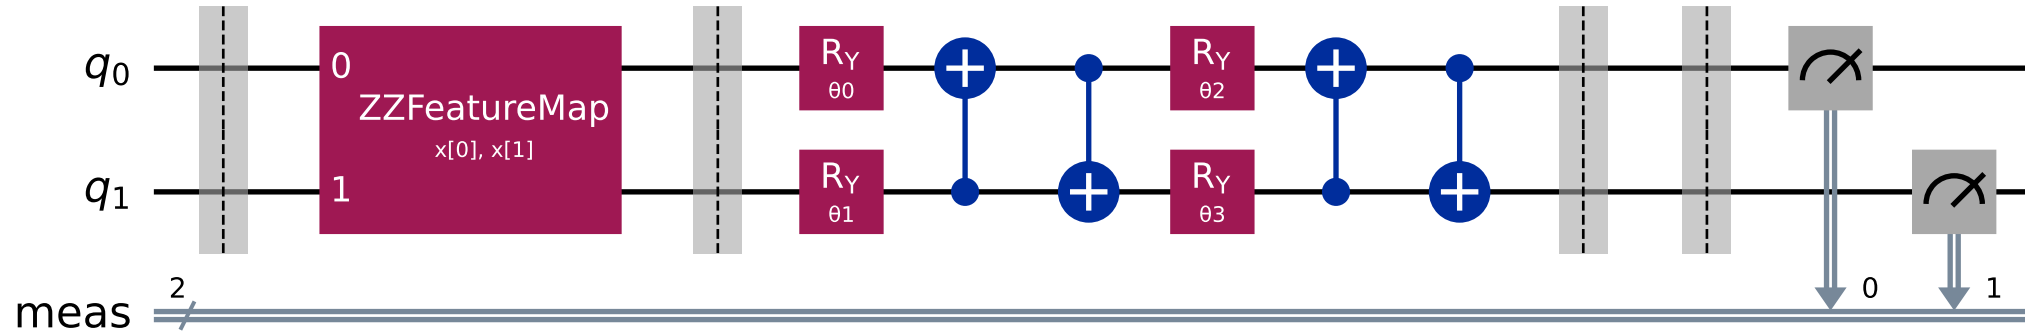 q0 0 ZZFeatureMap x[0], x[1] RY θ0 RY θ2
q1 1 RY θ1 RY θ3
meas 2 0 1